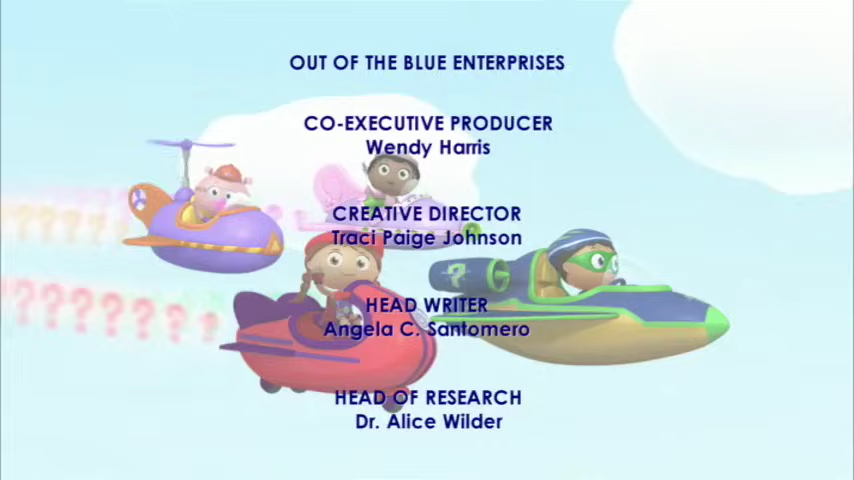 OUT OF THE BLUE ENTERPRISES
CO-EXECUTIVE PRODUCER
Wendy Harris
CREATIVE DIRECTOR
Traci Paige Johnson
HEAD WRITER
Angela C. Santomero
HEAD OF RESEARCH
Dr. Alice Wilder